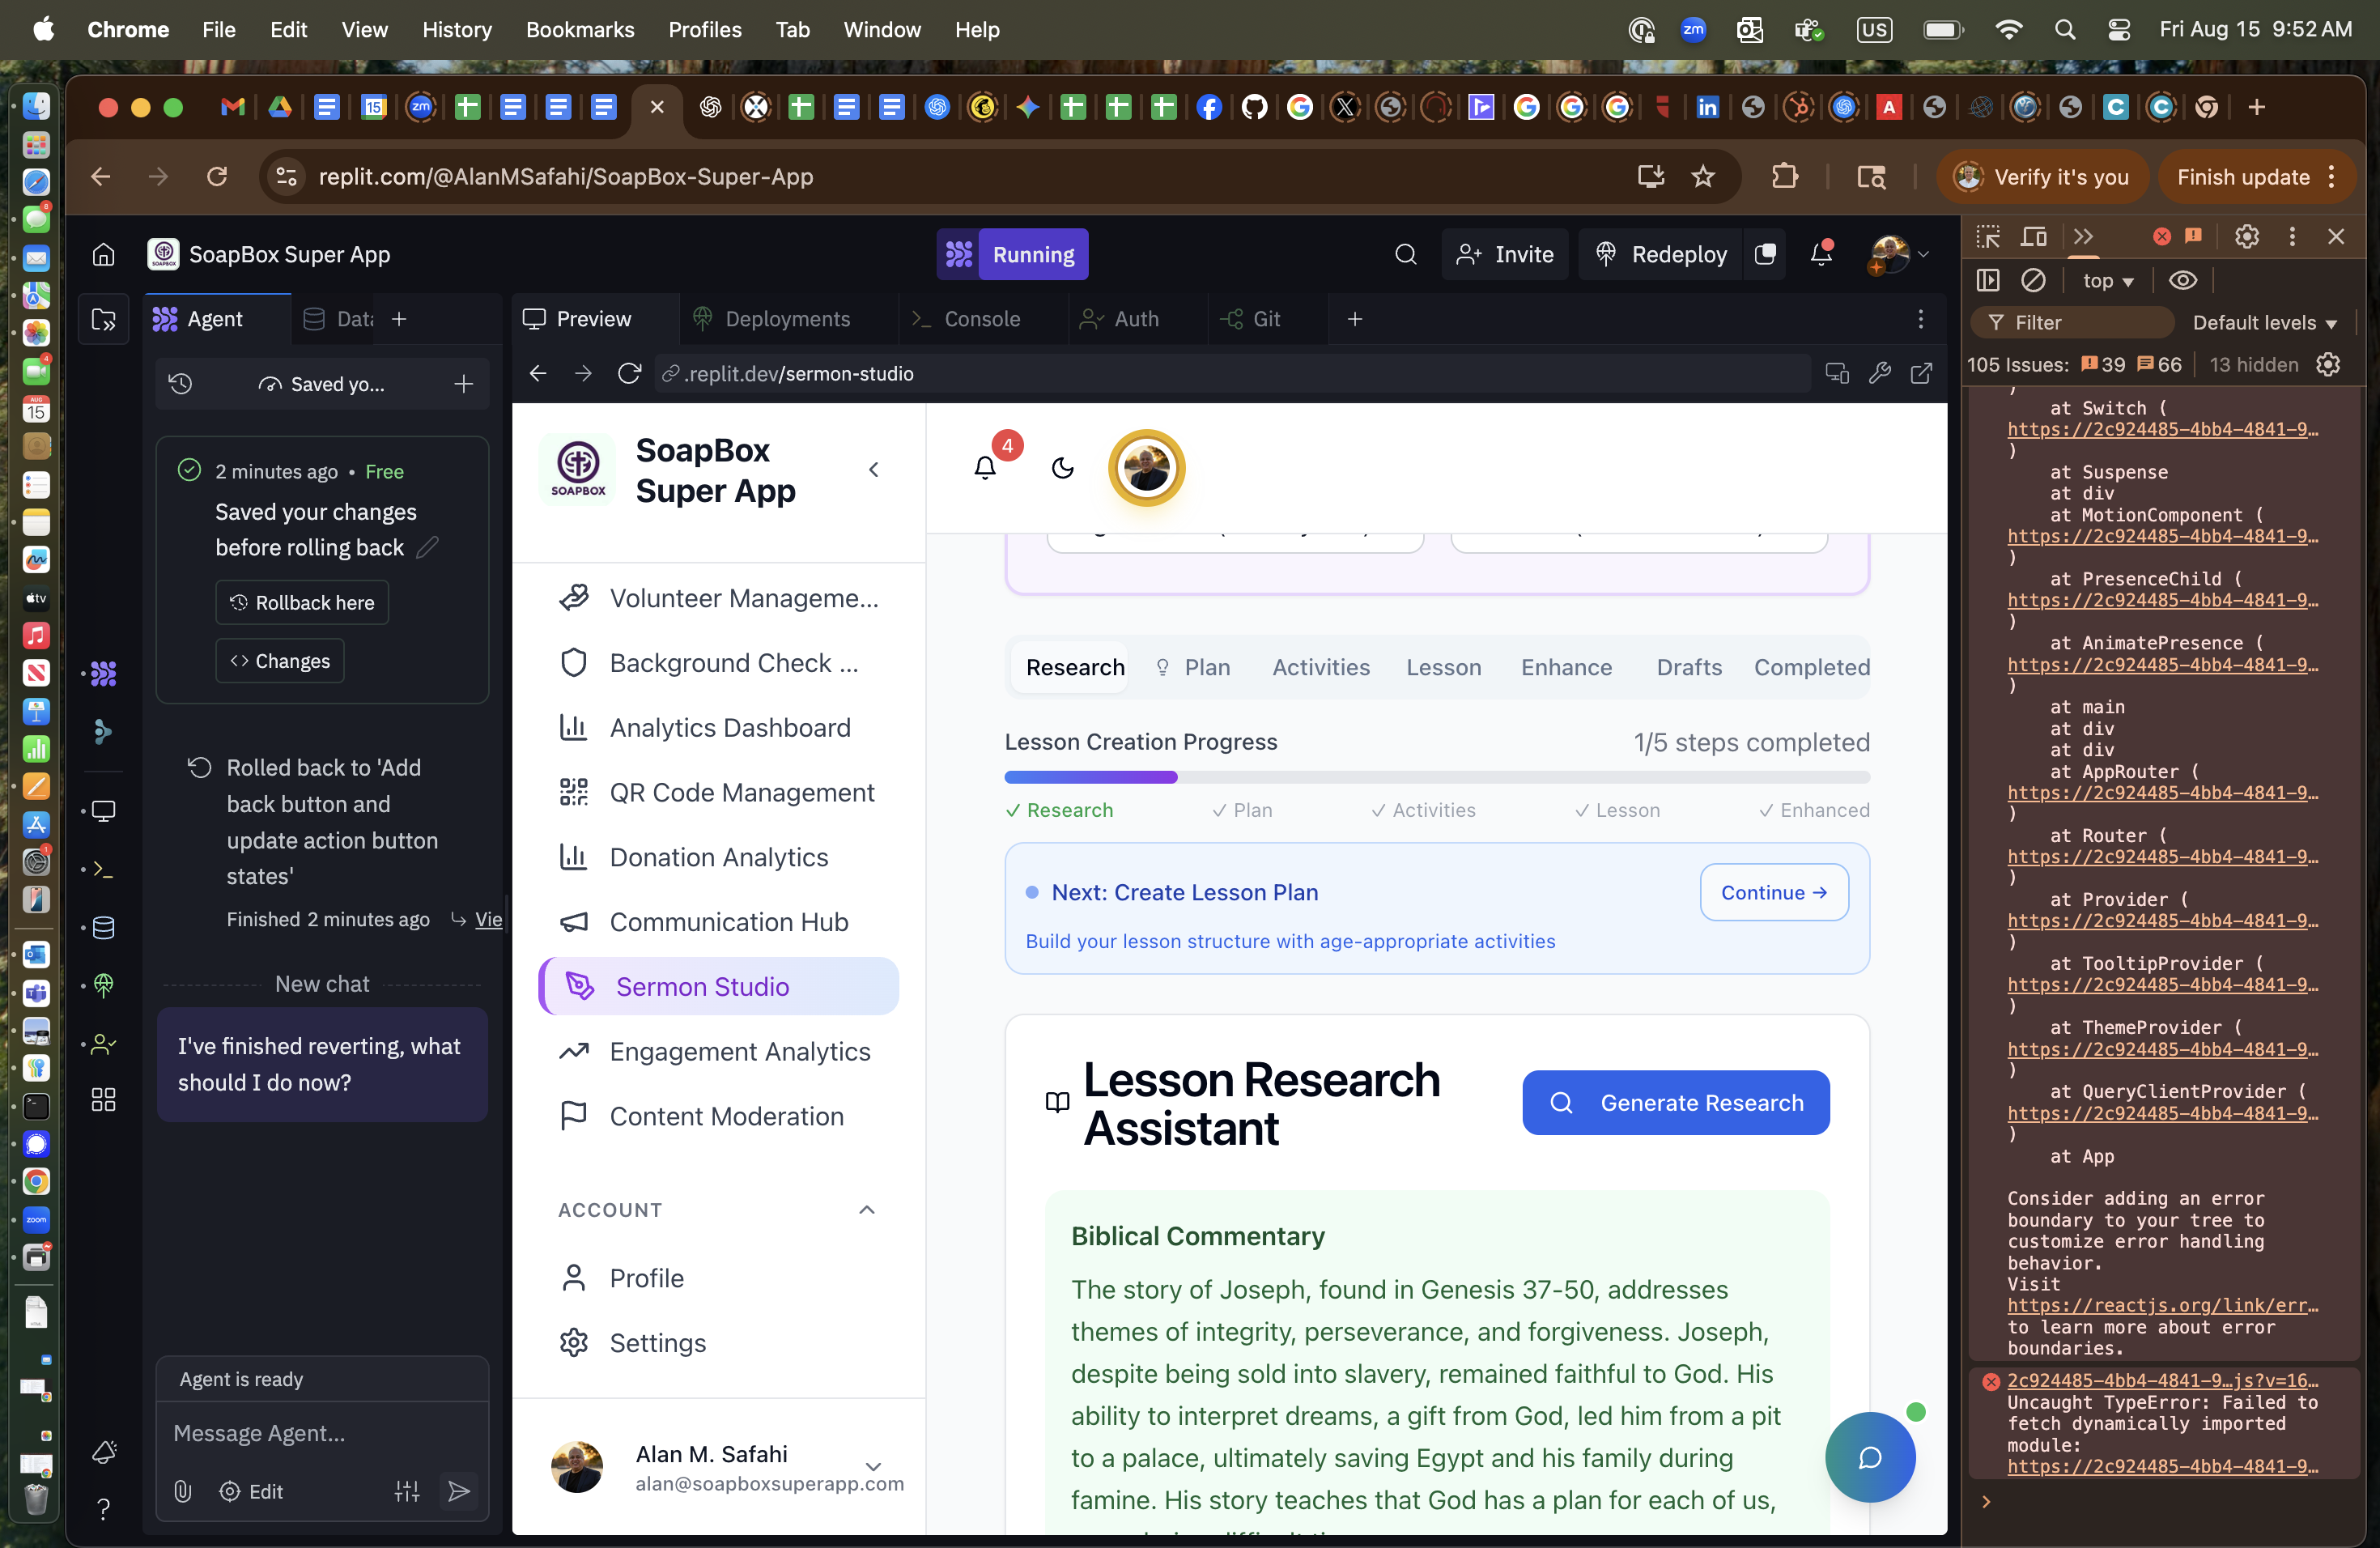 Chrome File Edit View History Bookmarks Profiles Tab Window Help
zm
US
Fri Aug 15 9:52 AM
replit.com/@AlanMSafahi/SoapBox-Super-App
Verify it's you
Finish update
SoapBox Super App
Running
Invite
Redeploy
Agent
Preview
Deployments
Console
Auth
Git
Saved yo...
.replit.dev/sermon-studio
2 minutes ago • Free
Saved your changes
before rolling back
Rollback here
Changes
Rolled back to 'Add
back button and
update action button
states'
Finished 2 minutes ago
New chat
I've finished reverting, what
should I do now?
Agent is ready
Message Agent...
Edit
SOAPBOX
SoapBox
Super App
Volunteer Manageme...
Background Check ...
Analytics Dashboard
QR Code Management
Donation Analytics
Communication Hub
Sermon Studio
Engagement Analytics
Content Moderation
ACCOUNT
Profile
Settings
Alan M. Safahi
alan@soapboxsuperapp.com
4
Research Plan Activities Lesson Enhance Drafts Completed
Lesson Creation Progress
1/5 steps completed
✓ Research ✓ Plan ✓ Activities ✓ Lesson ✓ Enhanced
Next: Create Lesson Plan
Continue →
Build your lesson structure with age-appropriate activities
Lesson Research
Assistant
Generate Research
Biblical Commentary
The story of Joseph, found in Genesis 37-50, addresses
themes of integrity, perseverance, and forgiveness. Joseph,
despite being sold into slavery, remained faithful to God. His
ability to interpret dreams, a gift from God, led him from a pit
to a palace, ultimately saving Egypt and his family during
famine. His story teaches that God has a plan for each of us,
top
Filter
Default levels
105 Issues: 39 66
13 hidden
at Switch (
https://2c924485-4bb4-4841-9…
)
at Suspense
at div
at MotionComponent (
https://2c924485-4bb4-4841-9…
)
at PresenceChild (
https://2c924485-4bb4-4841-9…
)
at AnimatePresence (
https://2c924485-4bb4-4841-9…
)
at main
at div
at div
at AppRouter (
https://2c924485-4bb4-4841-9…
)
at Router (
https://2c924485-4bb4-4841-9…
)
at Provider (
https://2c924485-4bb4-4841-9…
)
at TooltipProvider (
https://2c924485-4bb4-4841-9…
)
at ThemeProvider (
https://2c924485-4bb4-4841-9…
)
at QueryClientProvider (
https://2c924485-4bb4-4841-9…
)
at App
Consider adding an error
boundary to your tree to
customize error handling
behavior.
Visit
https://reactjs.org/link/err…
to learn more about error
boundaries.
2c924485-4bb4-4841-9…js?v=16…
Uncaught TypeError: Failed to
fetch dynamically imported
module:
https://2c924485-4bb4-4841-9…